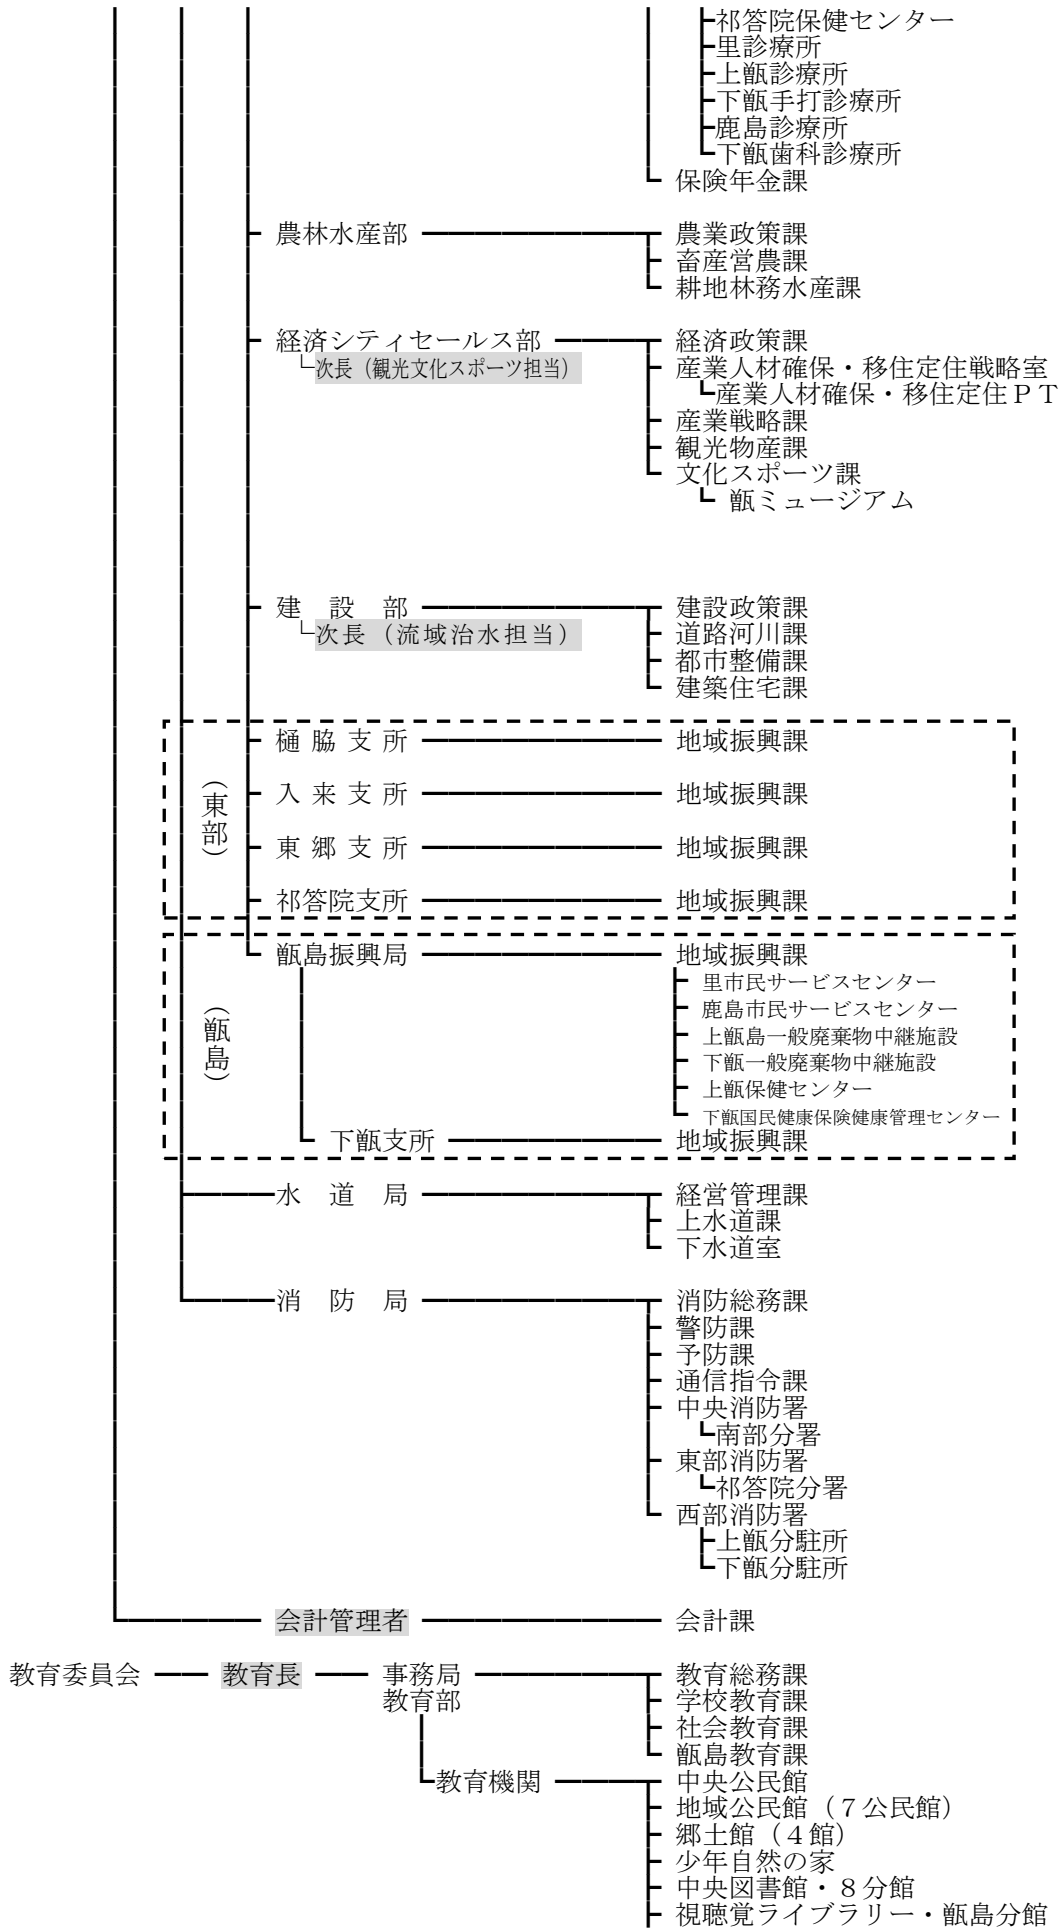 祁答院保健センター
里診療所
上甑診療所
下甑手打診療所
鹿島診療所
下甑歯科診療所
保険年金課
農林水産部 農業政策課
畜産営農課
耕地林務水産課
経済シティセールス部 経済政策課
次長（観光文化スポーツ担当） 産業人材確保・移住定住戦略室
産業人材確保・移住定住ＰＴ
産業戦略課
観光物産課
文化スポーツ課
甑ミュージアム
建　設　部 建設政策課
次長（流域治水担当） 道路河川課
都市整備課
建築住宅課
（東部）
樋脇支所 地域振興課
入来支所 地域振興課
東郷支所 地域振興課
祁答院支所 地域振興課
（甑島）
甑島振興局 地域振興課
里市民サービスセンター
鹿島市民サービスセンター
上甑島一般廃棄物中継施設
下甑一般廃棄物中継施設
上甑保健センター
下甑国民健康保険健康管理センター
下甑支所 地域振興課
水　道　局 経営管理課
上水道課
下水道室
消　防　局 消防総務課
警防課
予防課
通信指令課
中央消防署
南部分署
東部消防署
祁答院分署
西部消防署
上甑分駐所
下甑分駐所
会計管理者 会計課
教育委員会 教育長 事務局 教育総務課
教育部 学校教育課
社会教育課
甑島教育課
教育機関 中央公民館
地域公民館（７公民館）
郷土館（４館）
少年自然の家
中央図書館・８分館
視聴覚ライブラリー・甑島分館